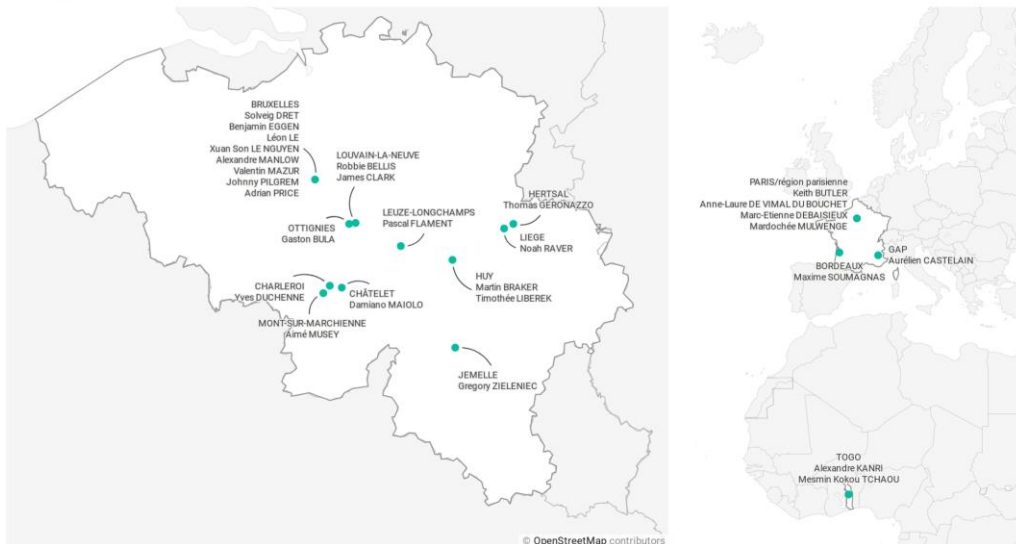 BRUXELLES
Solveig DRET
Benjamin EGGEN
Léon LE
Xuan Son LE NGUYEN
Alexandre MANLOW
Valentin MAZUR
Johnny PILGREM
Adrian PRICE
LOUVAIN-LA-NEUVE
Robbie BELLIS
James CLARK
HERTSAL
Thomas GERONAZZO
OTTIGNIES
Gaston BULA
LEUZE-LONGCHAMPS
Pascal FLAMENT
LIEGE
Noah RAVER
HUY
Martin BRAKER
Timothée LIBEREK
CHARLEROI
Yves DUCHENNE
CHÂTELET
Damiano MAIOLO
MONT-SUR-MARCHIENNE
Aimé MUSEY
JEMELLE
Gregory ZIELENIEC
© OpenStreetMap contributors
PARIS/région parisienne
Keith BUTLER
Anne-Laure DE VIMAL DU BOUCHET
Marc-Etienne DEBAISIEUX
Mardochée MULWENGE
GAP
Aurélien CASTELAIN
BORDEAUX
Maxime SOUMAGNAS
TOGO
Alexandre KANRI
Mesmin Kokou TCHAOU